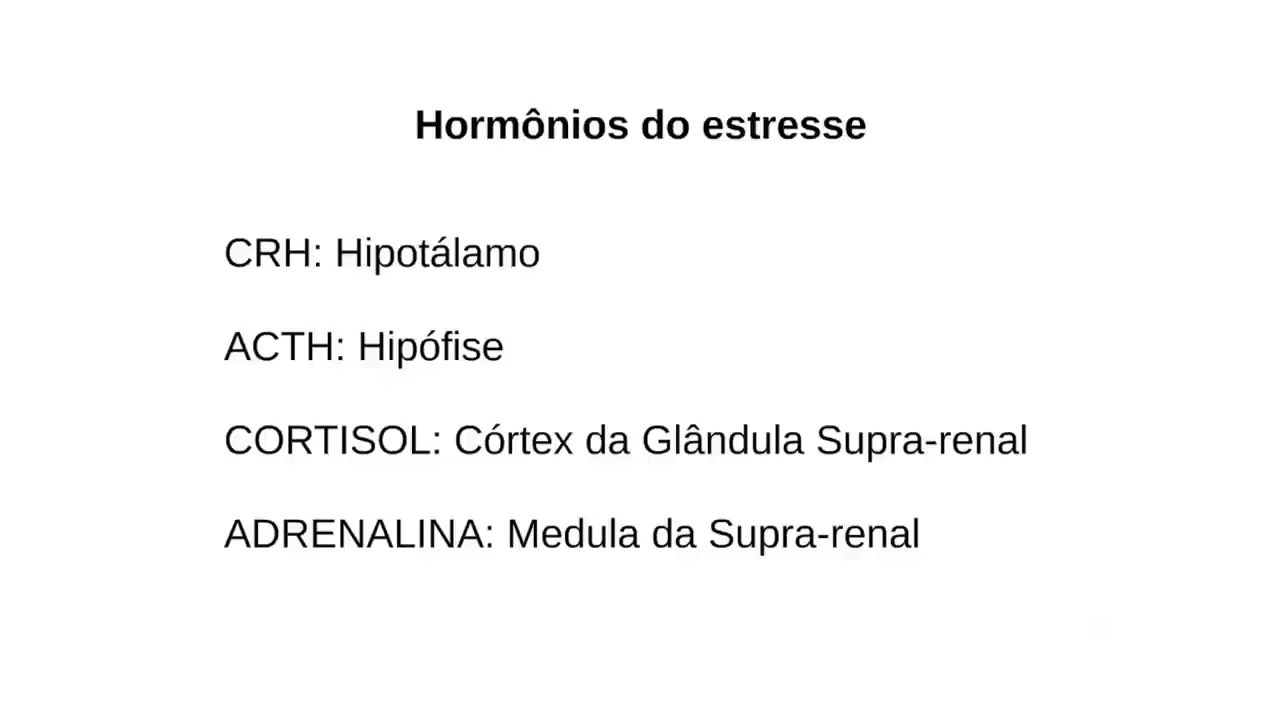 Hormônios do estresse
CRH: Hipotálamo
ACTH: Hipófise
CORTISOL: Córtex da Glândula Supra-renal
ADRENALINA: Medula da Supra-renal